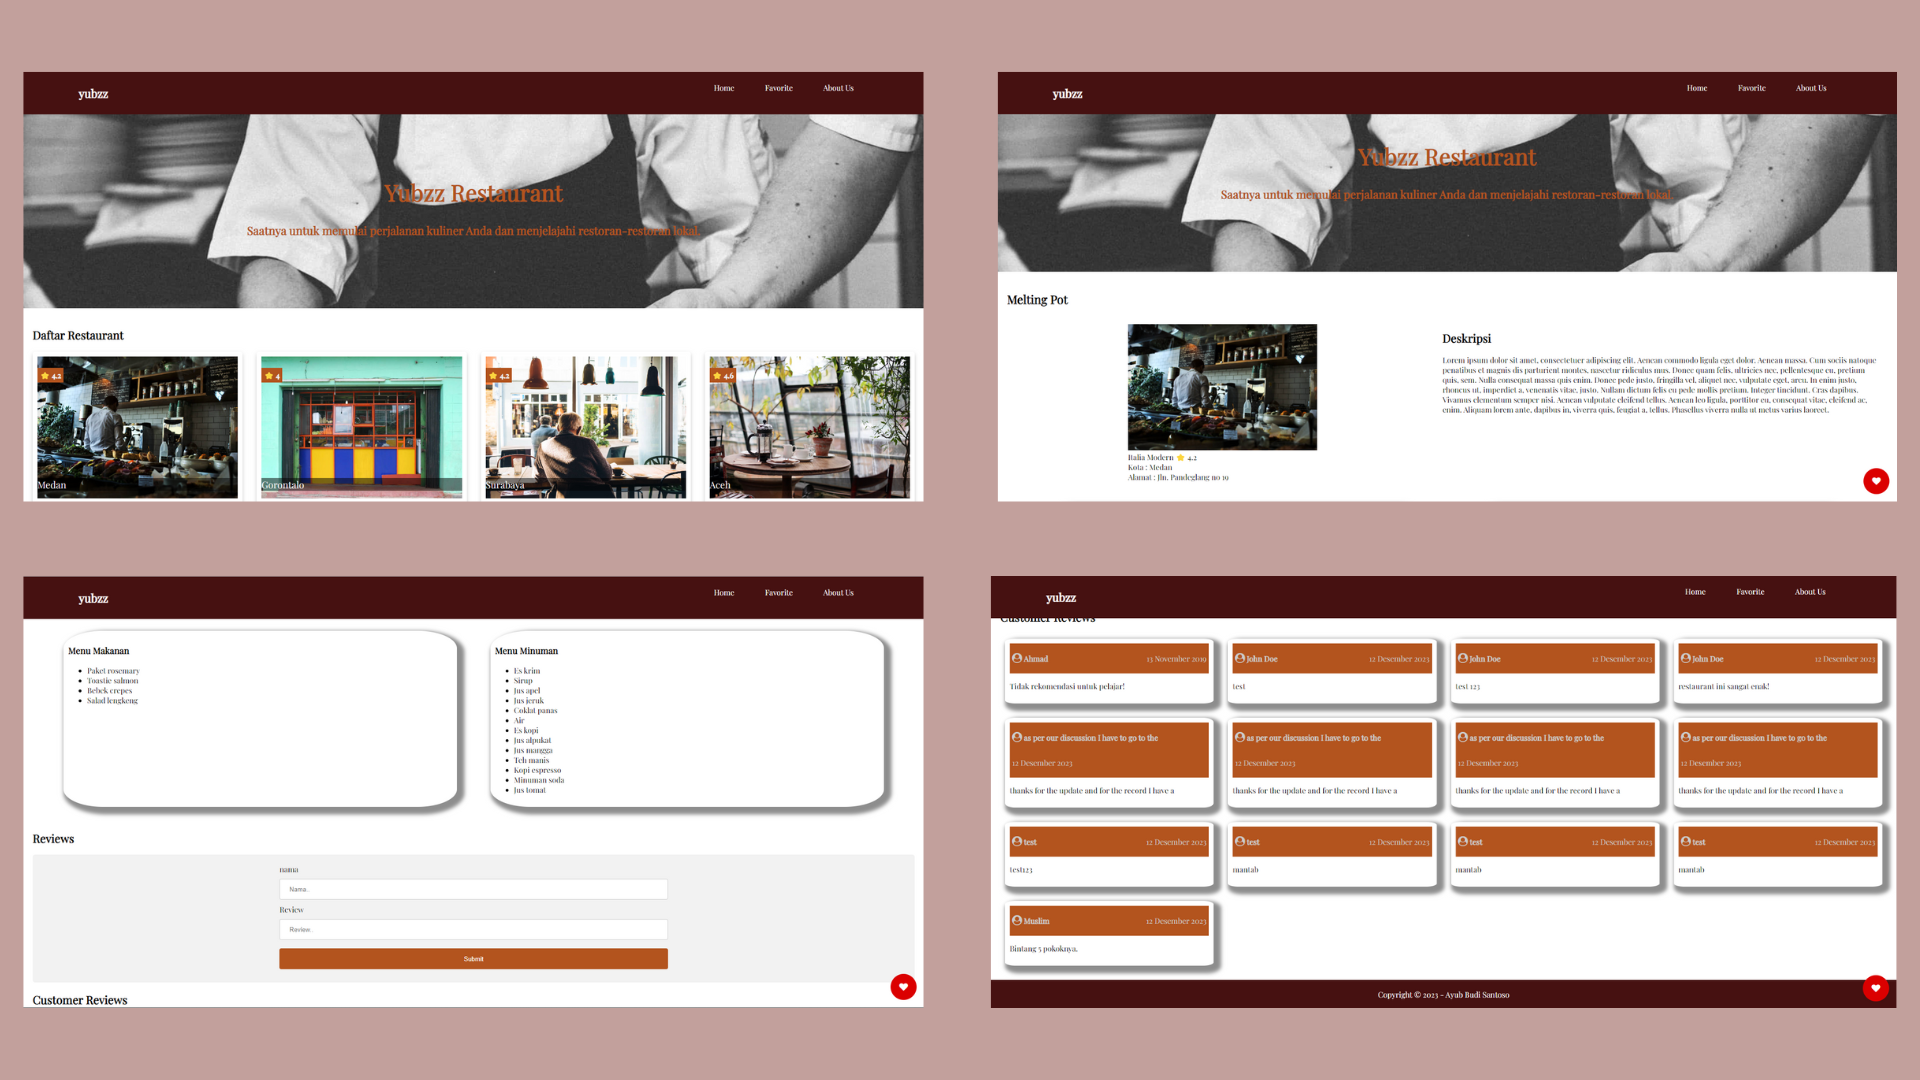 yubzz
Home Favorite About Us
Yubzz Restaurant
Saatnya untuk memulai perjalanan kuliner Anda dan menjelajahi restoran-restoran lokal.
Daftar Restaurant
4.2
4
4.2
4.6
Medan
Gorontalo
Surabaya
Aceh
yubzz
Home Favorite About Us
Yubzz Restaurant
Saatnya untuk memulai perjalanan kuliner Anda dan menjelajahi restoran-restoran lokal.
Melting Pot
Italia Modern 4.2
Kota : Medan
Alamat : Jln. Pandeglang no 19
Deskripsi
Lorem ipsum dolor sit amet, consectetuer adipiscing elit. Aenean commodo ligula eget dolor. Aenean massa. Cum sociis natoque
penatibus et magnis dis parturient montes, nascetur ridiculus mus. Donec quam felis, ultricies nec, pellentesque eu, pretium
quis, sem. Nulla consequat massa quis enim. Donec pede justo, fringilla vel, aliquet nec, vulputate eget, arcu. In enim justo,
rhoncus ut, imperdiet a, venenatis vitae, justo. Nullam dictum felis eu pede mollis pretium. Integer tincidunt. Cras dapibus.
Vivamus elementum semper nisi. Aenean vulputate eleifend tellus. Aenean leo ligula, porttitor eu, consequat vitae, eleifend ac,
enim. Aliquam lorem ante, dapibus in, viverra quis, feugiat a, tellus. Phasellus viverra nulla ut metus varius laoreet.
yubzz
Home Favorite About Us
Menu Makanan
Paket rosemary
Toastie salmon
Bebek crepes
Salad lengkeng
Menu Minuman
Es krim
Sirup
Jus apel
Jus jeruk
Coklat panas
Air
Es kopi
Jus alpukat
Jus mangga
Teh manis
Kopi espresso
Minuman soda
Jus tomat
Reviews
nama
Nama..
Review
Review..
Submit
Customer Reviews
yubzz
Home Favorite About Us
Customer Reviews
Ahmad 13 November 2019
Tidak rekomendasi untuk pelajar!
John Doe 12 Desember 2023
test
John Doe 12 Desember 2023
test 123
John Doe 12 Desember 2023
restaurant ini sangat enak!
as per our discussion I have to go to the
12 Desember 2023
thanks for the update and for the record I have a
as per our discussion I have to go to the
12 Desember 2023
thanks for the update and for the record I have a
as per our discussion I have to go to the
12 Desember 2023
thanks for the update and for the record I have a
as per our discussion I have to go to the
12 Desember 2023
thanks for the update and for the record I have a
test 12 Desember 2023
test123
test 12 Desember 2023
mantab
test 12 Desember 2023
mantab
test 12 Desember 2023
mantab
Muslim 12 Desember 2023
Bintang 5 pokoknya,
Copyright © 2023 - Ayub Budi Santoso